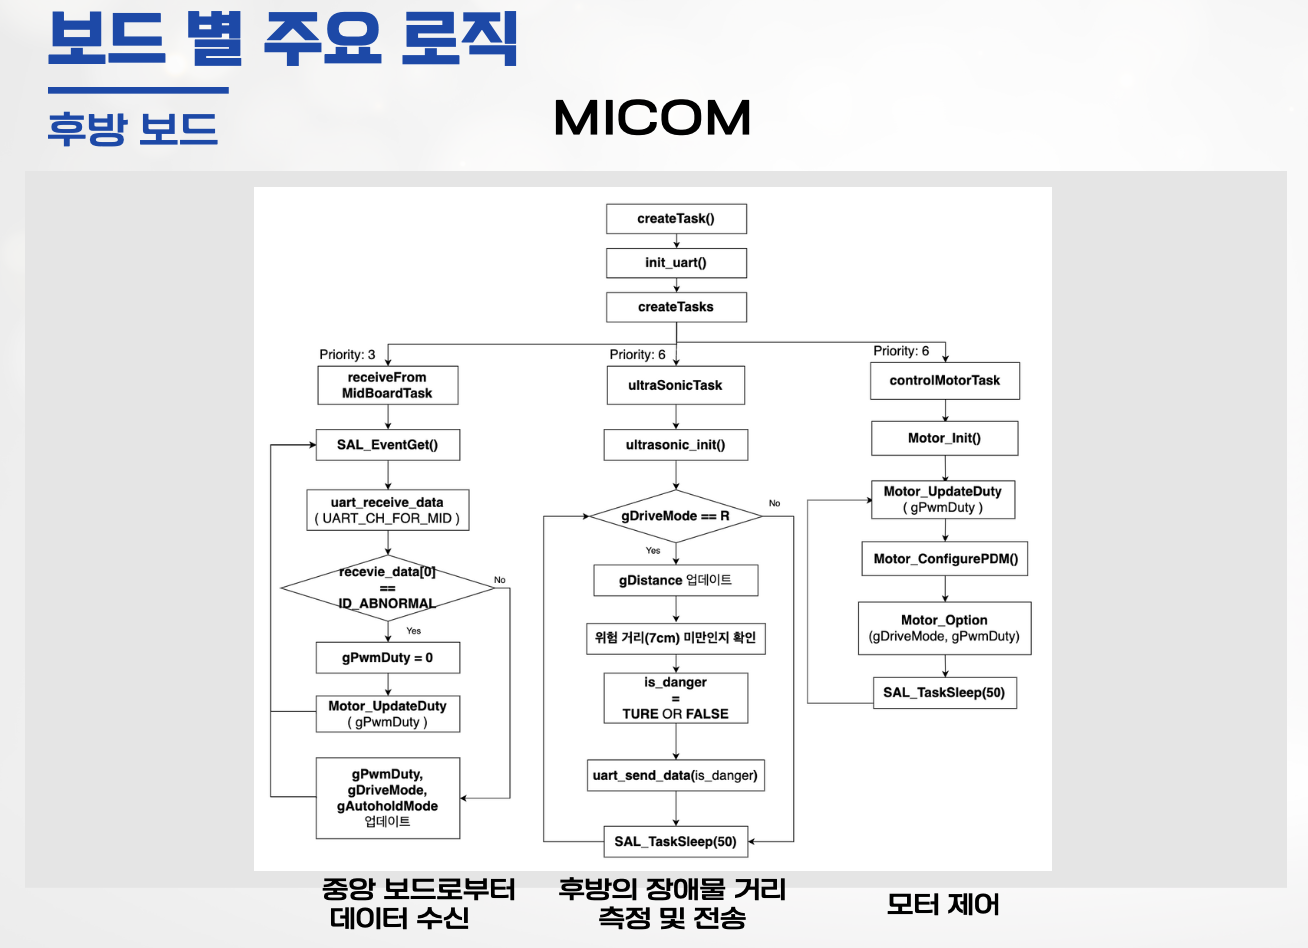 보드 별 주요 로직
후방 보드
MICOM
createTask()
init_uart()
createTasks
Priority: 3
receiveFrom
MidBoardTask
SAL_EventGet()
uart_receive_data
( UART_CH_FOR_MID )
recevie_data[0]
==
ID_ABNORMAL
No
Yes
gPwmDuty = 0
Motor_UpdateDuty
( gPwmDuty )
gPwmDuty,
gDriveMode,
gAutoholdMode
업데이트
중앙 보드로부터
데이터 수신
Priority: 6
ultraSonicTask
ultrasonic_init()
gDriveMode == R
No
Yes
gDistance 업데이트
위험 거리(7cm) 미만인지 확인
is_danger
=
TURE OR FALSE
uart_send_data(is_danger)
SAL_TaskSleep(50)
후방의 장애물 거리
측정 및 전송
Priority: 6
controlMotorTask
Motor_Init()
Motor_UpdateDuty
( gPwmDuty )
Motor_ConfigurePDM()
Motor_Option
(gDriveMode, gPwmDuty)
SAL_TaskSleep(50)
모터 제어